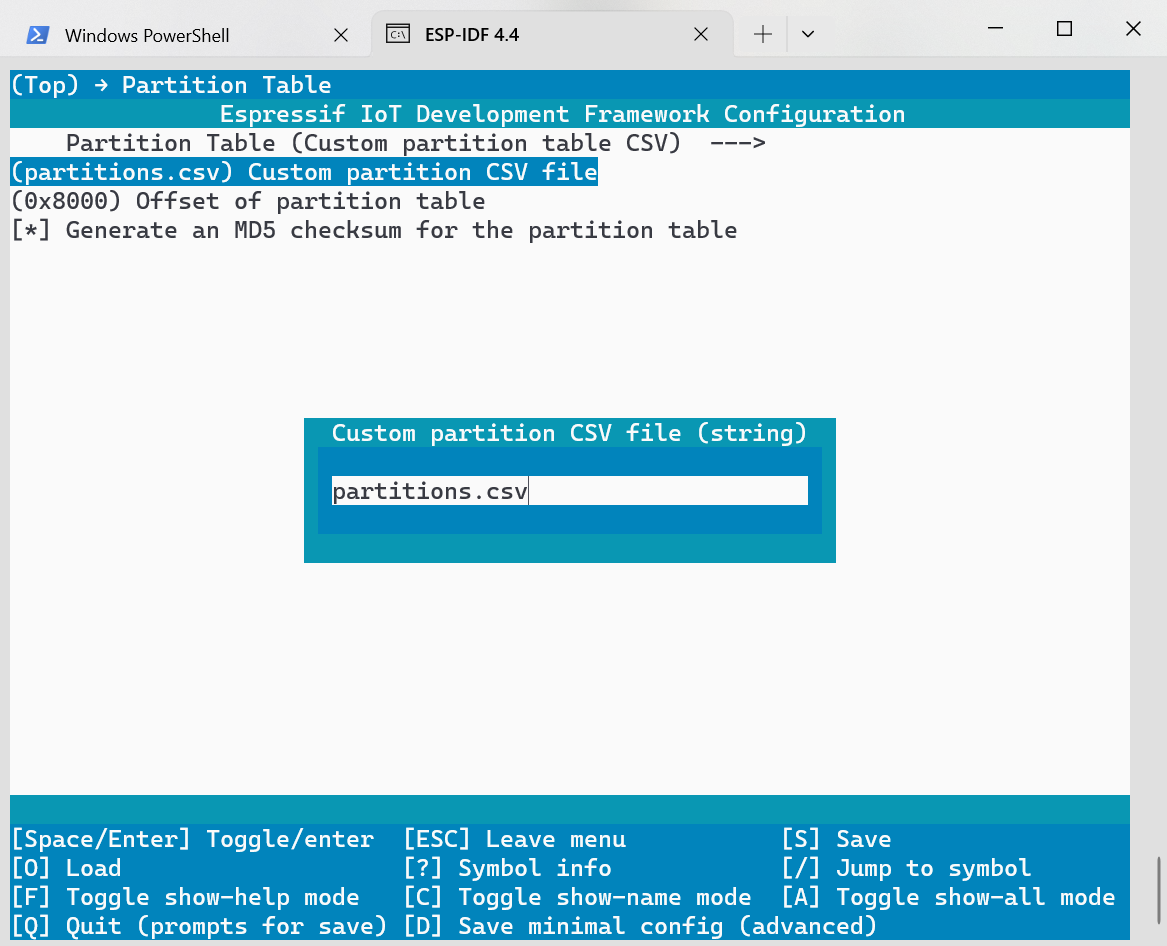 Windows PowerShell
ESP-IDF 4.4
(Top) → Partition Table
Espressif IoT Development Framework Configuration
Partition Table (Custom partition table CSV)  --->
(partitions.csv) Custom partition CSV file
(0x8000) Offset of partition table
[*] Generate an MD5 checksum for the partition table
Custom partition CSV file (string)
partitions.csv
[Space/Enter] Toggle/enter  [ESC] Leave menu  [S] Save
[O] Load  [?] Symbol info  [/] Jump to symbol
[F] Toggle show-help mode  [C] Toggle show-name mode  [A] Toggle show-all mode
[Q] Quit (prompts for save) [D] Save minimal config (advanced)